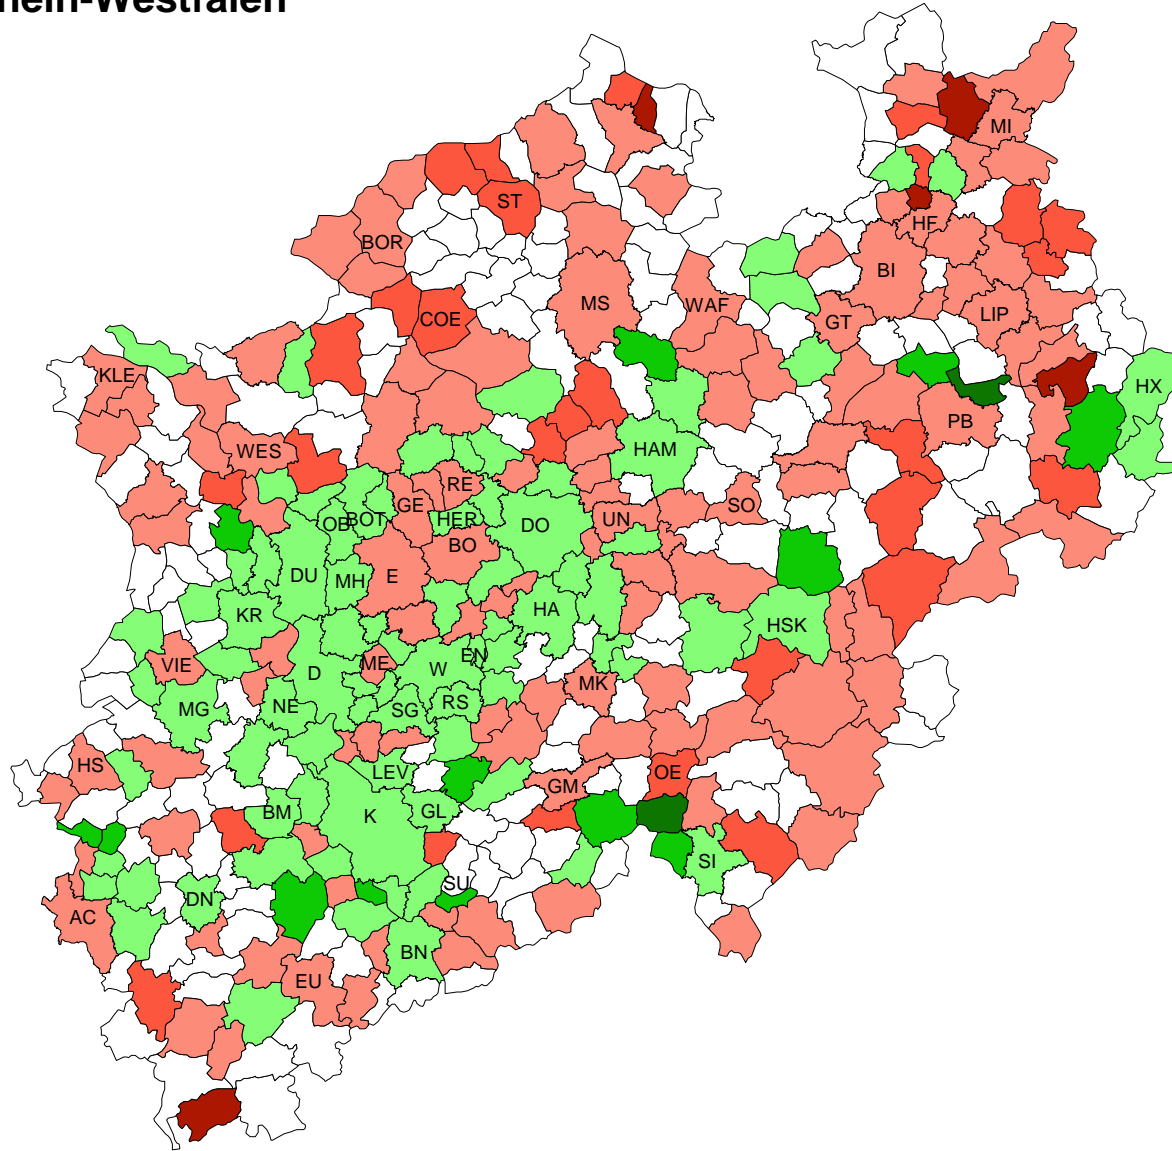 hein-Westfalen
MI
ST
HF
BOR
BI
MS
WAF
LIP
COE
GT
KLE
HX
PB
WES
HAM
RE
GE
SO
BOT
HER
UN
OB
DO
BO
DU
MH
E
HA
KR
HSK
EN
VIE
ME
W
D
MK
RS
MG
NE
SG
HS
LEV
OE
GM
BM
GL
K
SI
SU
DN
AC
BN
EU